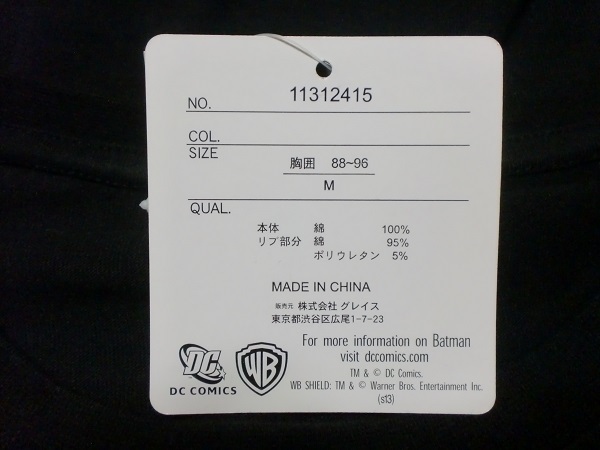 NO. 11312415
COL.
SIZE
胸囲 88~96
M
QUAL.
本体 綿 100%
リブ部分 綿 95%
ポリウレタン 5%
MADE IN CHINA
販売元 株式会社 グレイス
東京都渋谷区広尾1-7-23
For more information on Batman
visit dccomics.com
TM & © DC Comics.
WB SHIELD: TM & © Warner Bros. Entertainment Inc.
(s13)
DC
DC COMICS
WB